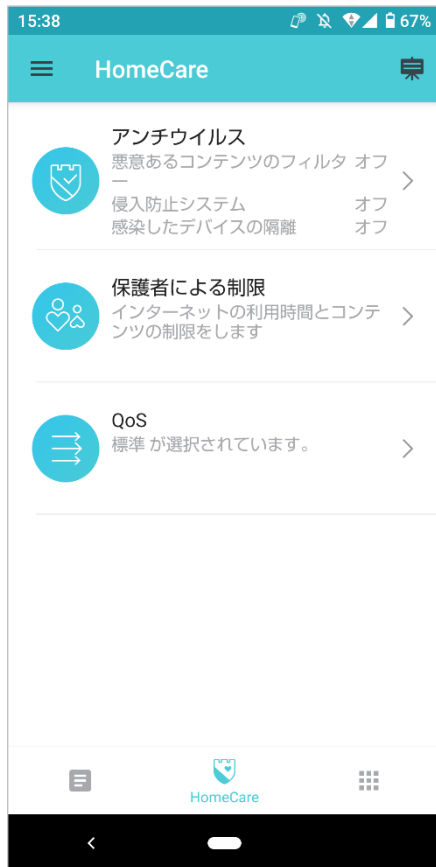 15:38
67%
HomeCare
アンチウイルス
悪意あるコンテンツのフィルタ オフ
ー
侵入防止システム オフ
感染したデバイスの隔離 オフ
保護者による制限
インターネットの利用時間とコンテ
ンツの制限をします
QoS
標準 が選択されています。
HomeCare